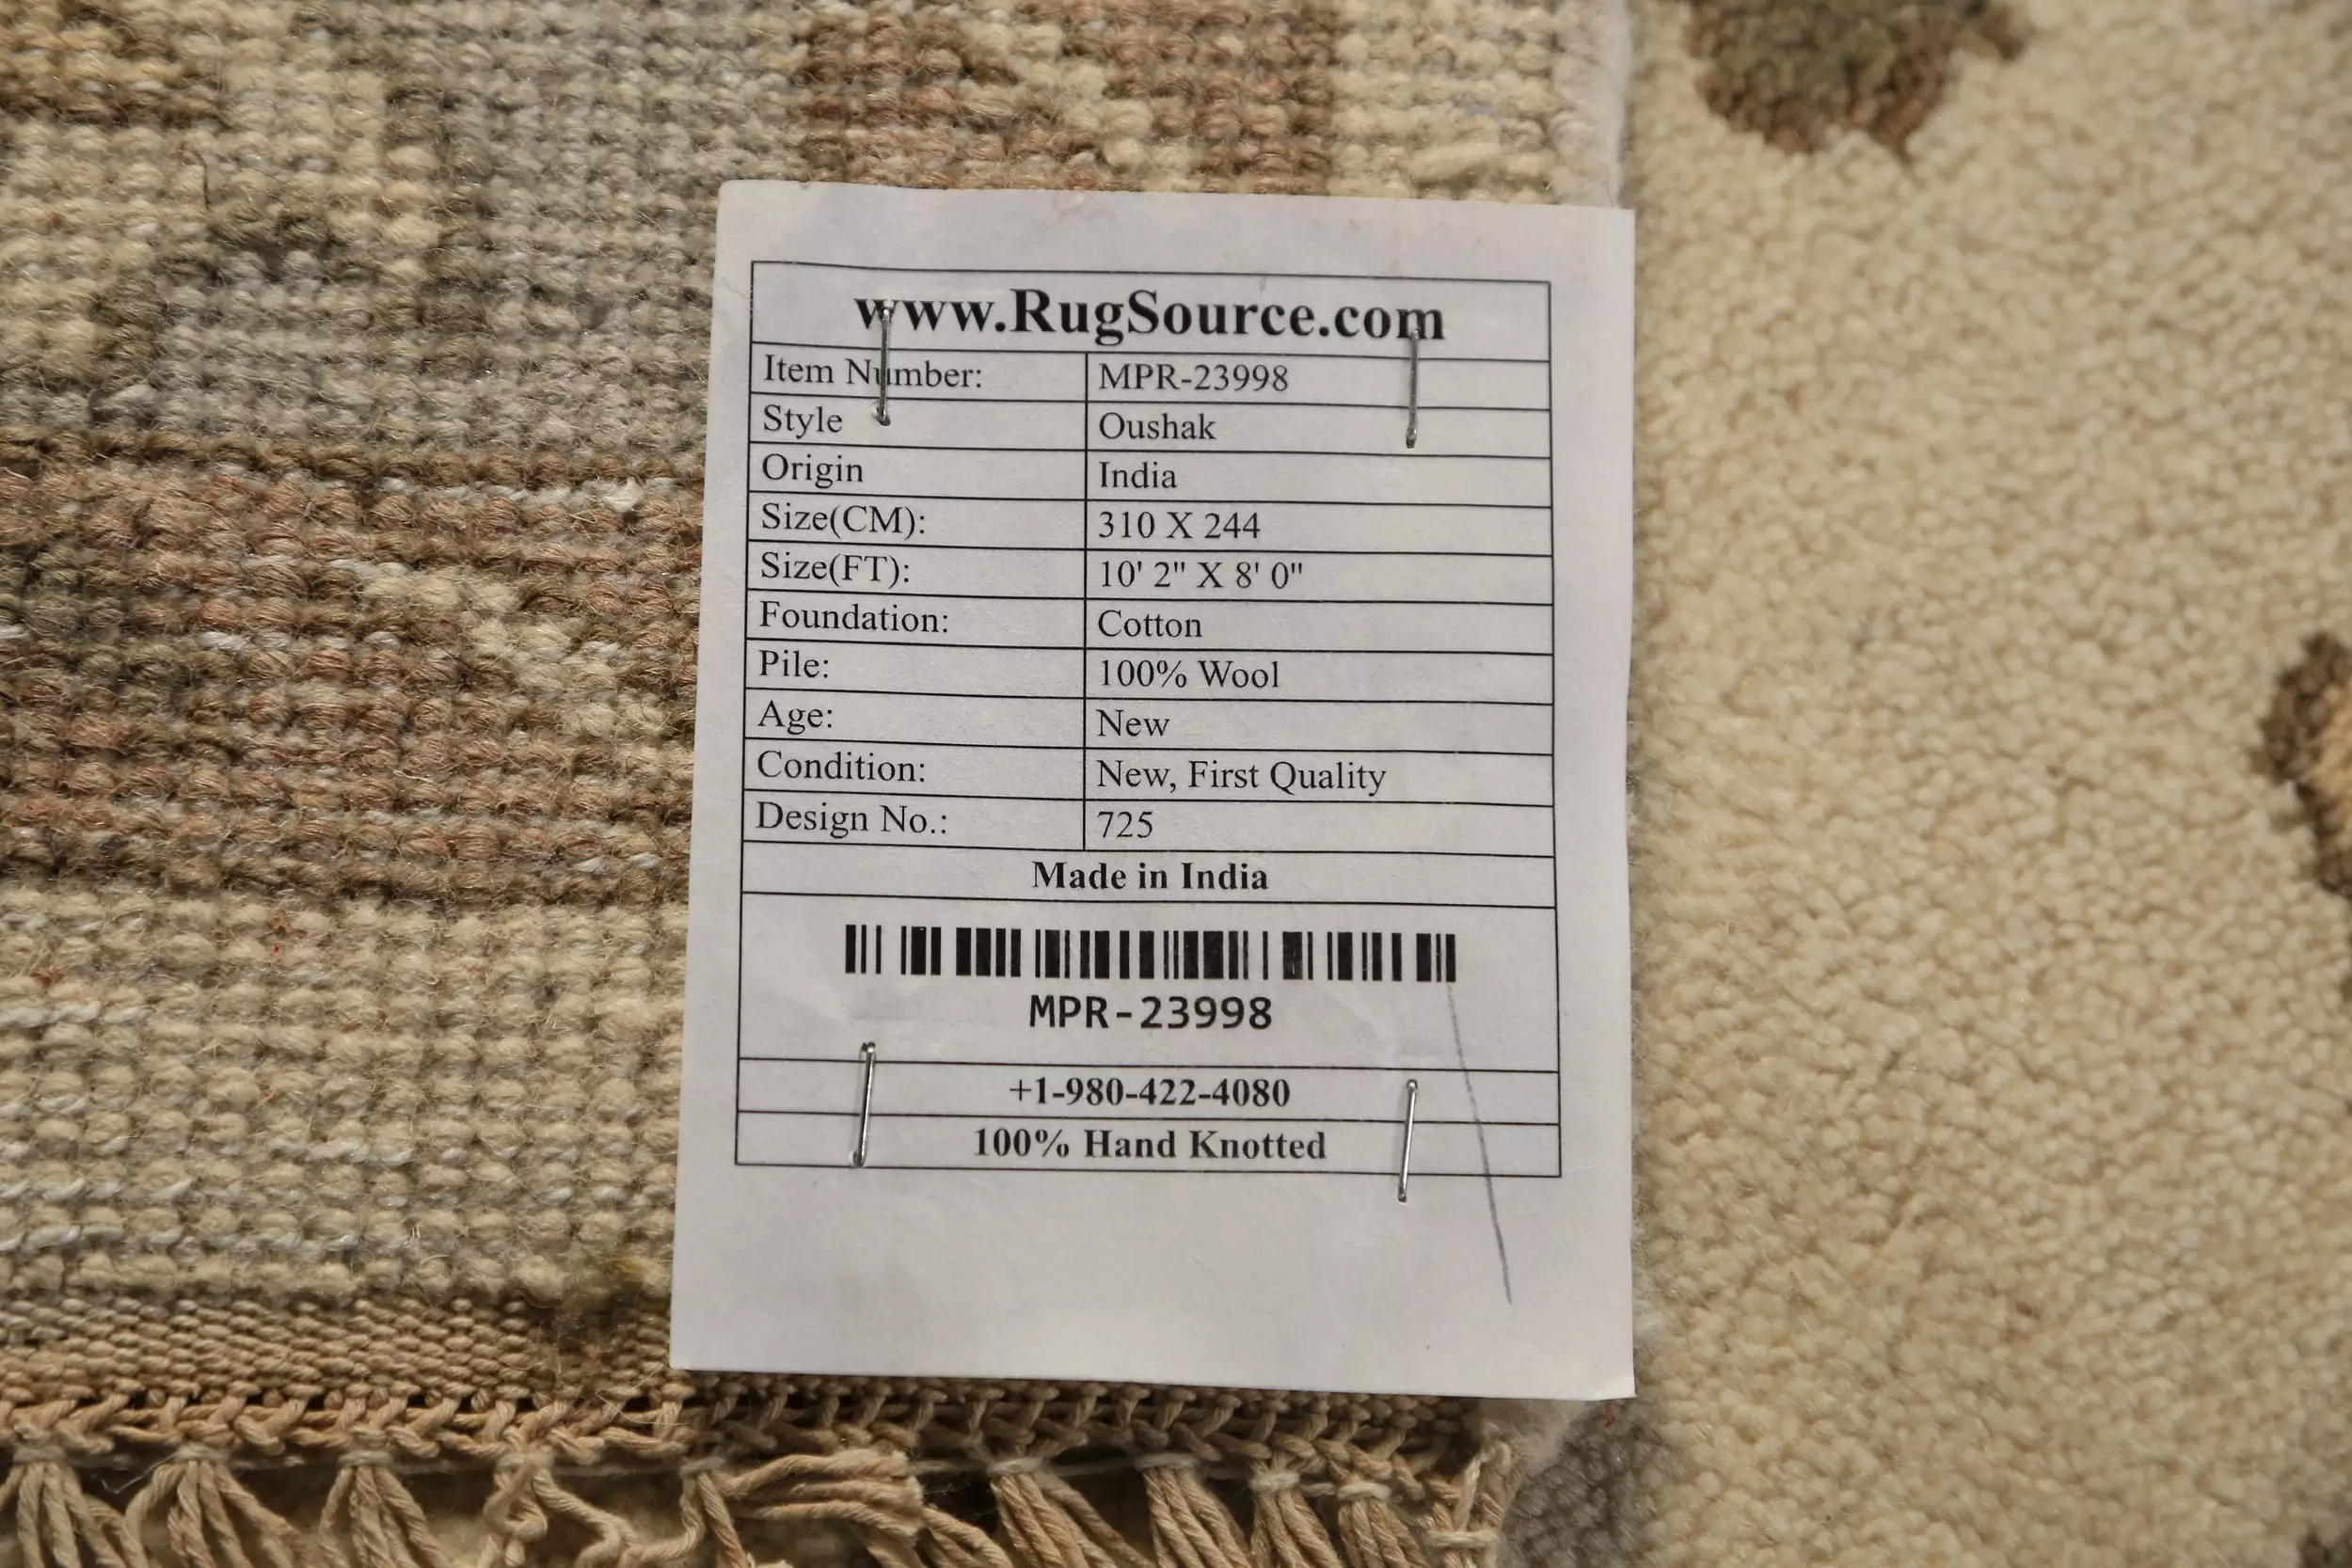 www.RugSource.com
Item Number: MPR-23998
Style Oushak
Origin India
Size(CM): 310 X 244
Size(FT): 10' 2" X 8' 0"
Foundation: Cotton
Pile: 100% Wool
Age: New
Condition: New, First Quality
Design No.: 725
Made in India
MPR-23998
+1-980-422-4080
100% Hand Knotted